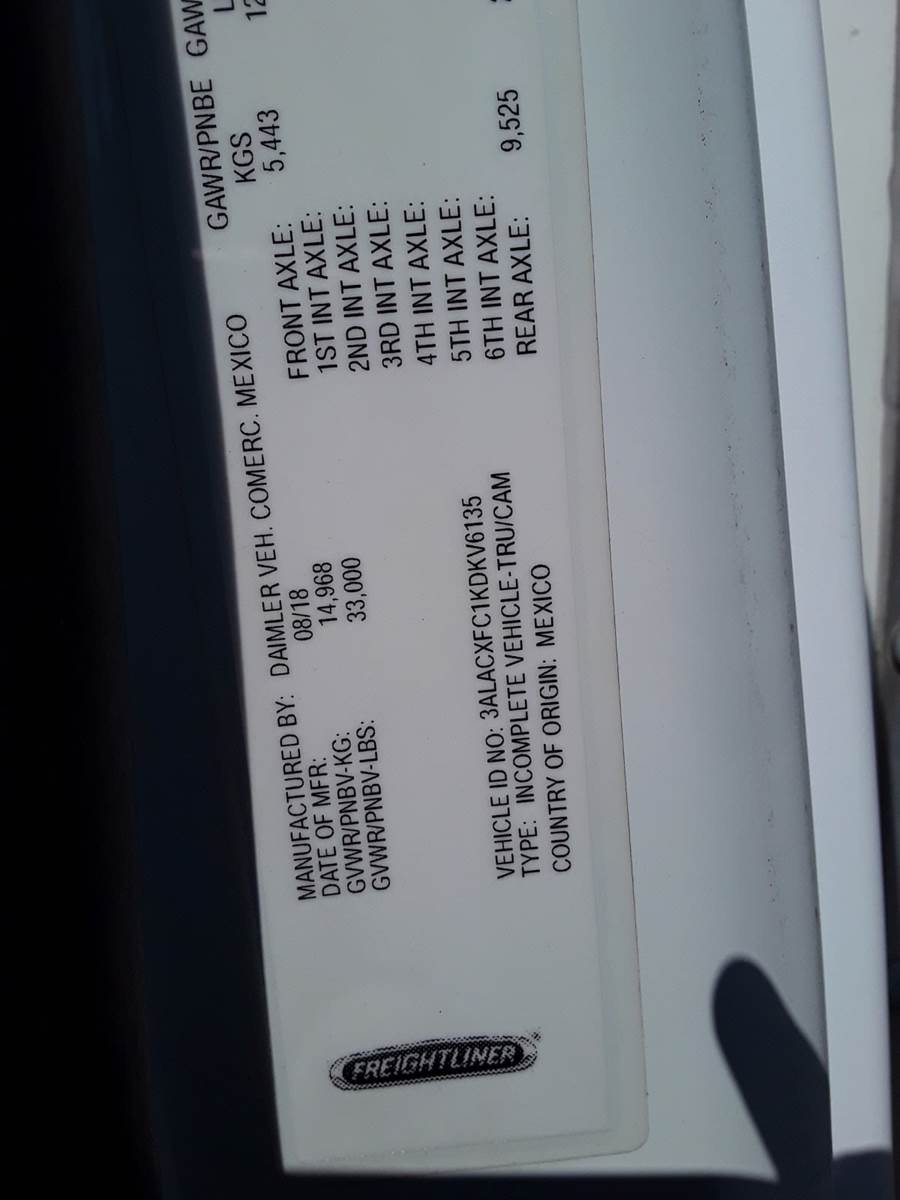 FREIGHTLINER
MANUFACTURED BY: DAIMLER VEH. COMERC. MEXICO
DATE OF MFR: 08/18
GVWR/PNBV-KG: 14,968
GVWR/PNBV-LBS: 33,000
VEHICLE ID NO: 3ALACXFC1KDKV6135
TYPE: INCOMPLETE VEHICLE-TRU/CAM
COUNTRY OF ORIGIN: MEXICO
GAWR/PNBE GAW
KGS L
FRONT AXLE: 5,443 12
1ST INT AXLE:
2ND INT AXLE:
3RD INT AXLE:
4TH INT AXLE:
5TH INT AXLE:
6TH INT AXLE:
REAR AXLE: 9,525